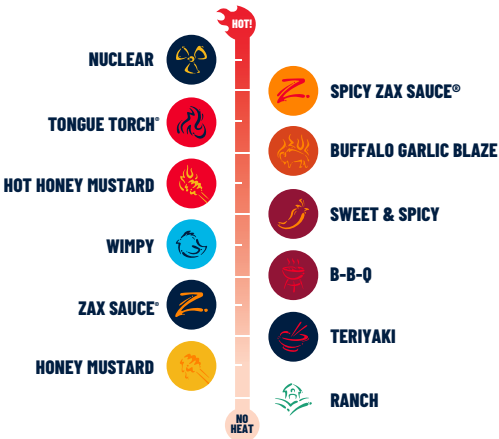 HOT!
NUCLEAR
SPICY ZAX SAUCE®
TONGUE TORCH®
BUFFALO GARLIC BLAZE
HOT HONEY MUSTARD
SWEET & SPICY
WIMPY
B-B-Q
ZAX SAUCE®
TERIYAKI
HONEY MUSTARD
RANCH
NO
HEAT